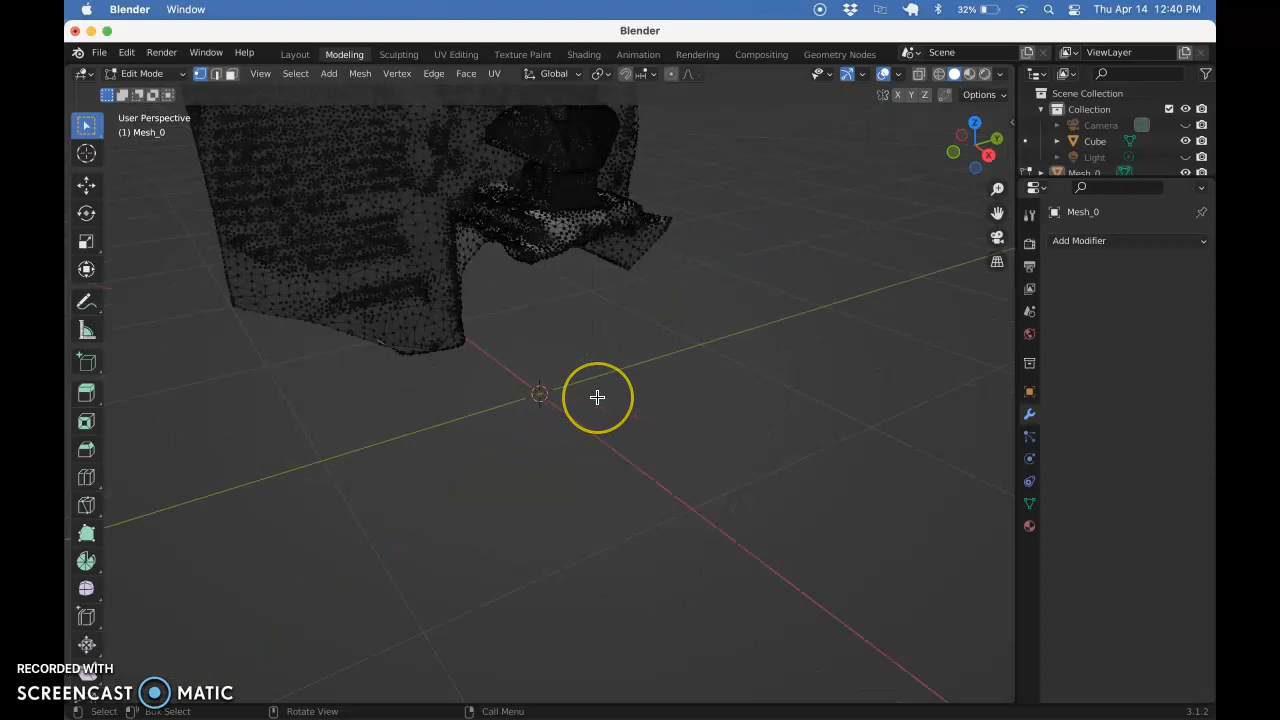 Blender Window 32% Thu Apr 14 12:40 PM
Blender
File Edit Render Window Help Layout Modeling Sculpting UV Editing Texture Paint Shading Animation Rendering Compositing Geometry Nodes Scene ViewLayer
Edit Mode View Select Add Mesh Vertex Edge Face UV Global
X Y Z Options
Scene Collection
Collection
Camera
Cube
Light
Mesh_0
User Perspective
(1) Mesh_0
Z
Y
X
Mesh_0
Add Modifier
RECORDED WITH
SCREENCAST MATIC
Select Box Select Rotate View Call Menu 3.1.2